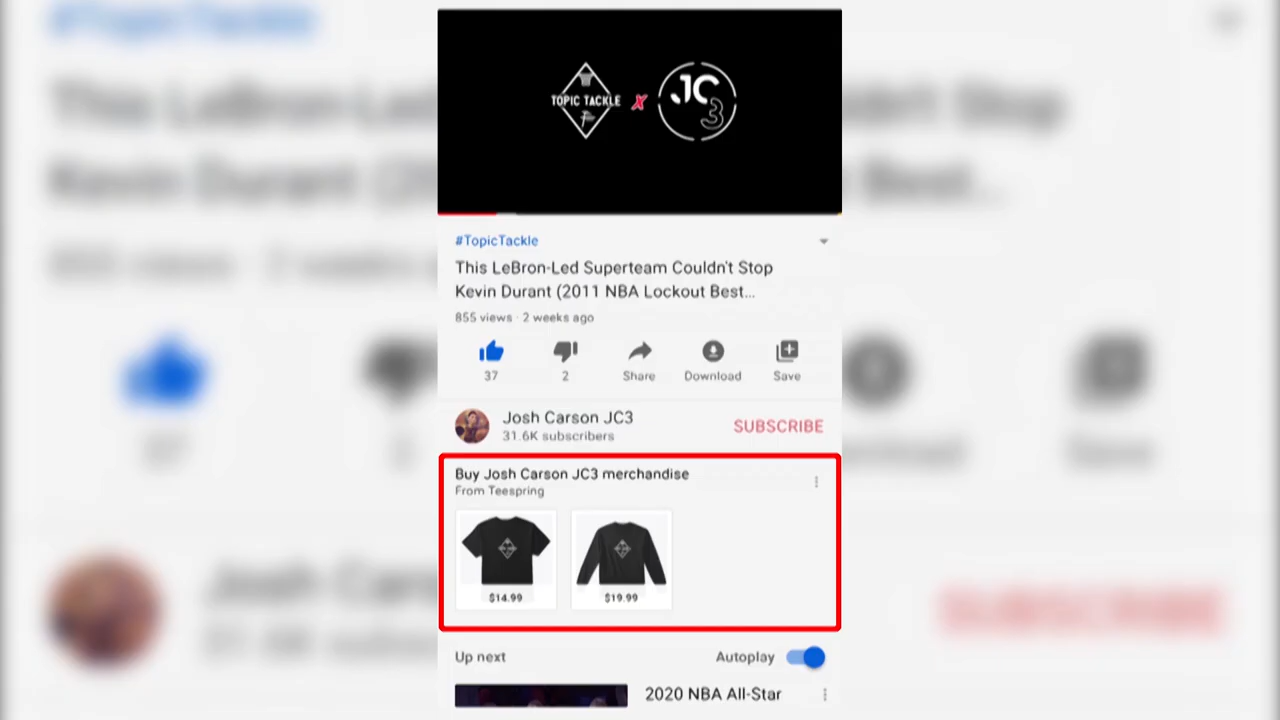 TOPIC TACKLE X JC3
#TopicTackle
This LeBron-Led Superteam Couldn't Stop
Kevin Durant (2011 NBA Lockout Best...
855 views · 2 weeks ago
37 2 Share Download Save
Josh Carson JC3
31.6K subscribers
SUBSCRIBE
Buy Josh Carson JC3 merchandise
From Teespring
$14.99 $19.99
Up next Autoplay
2020 NBA All-Star